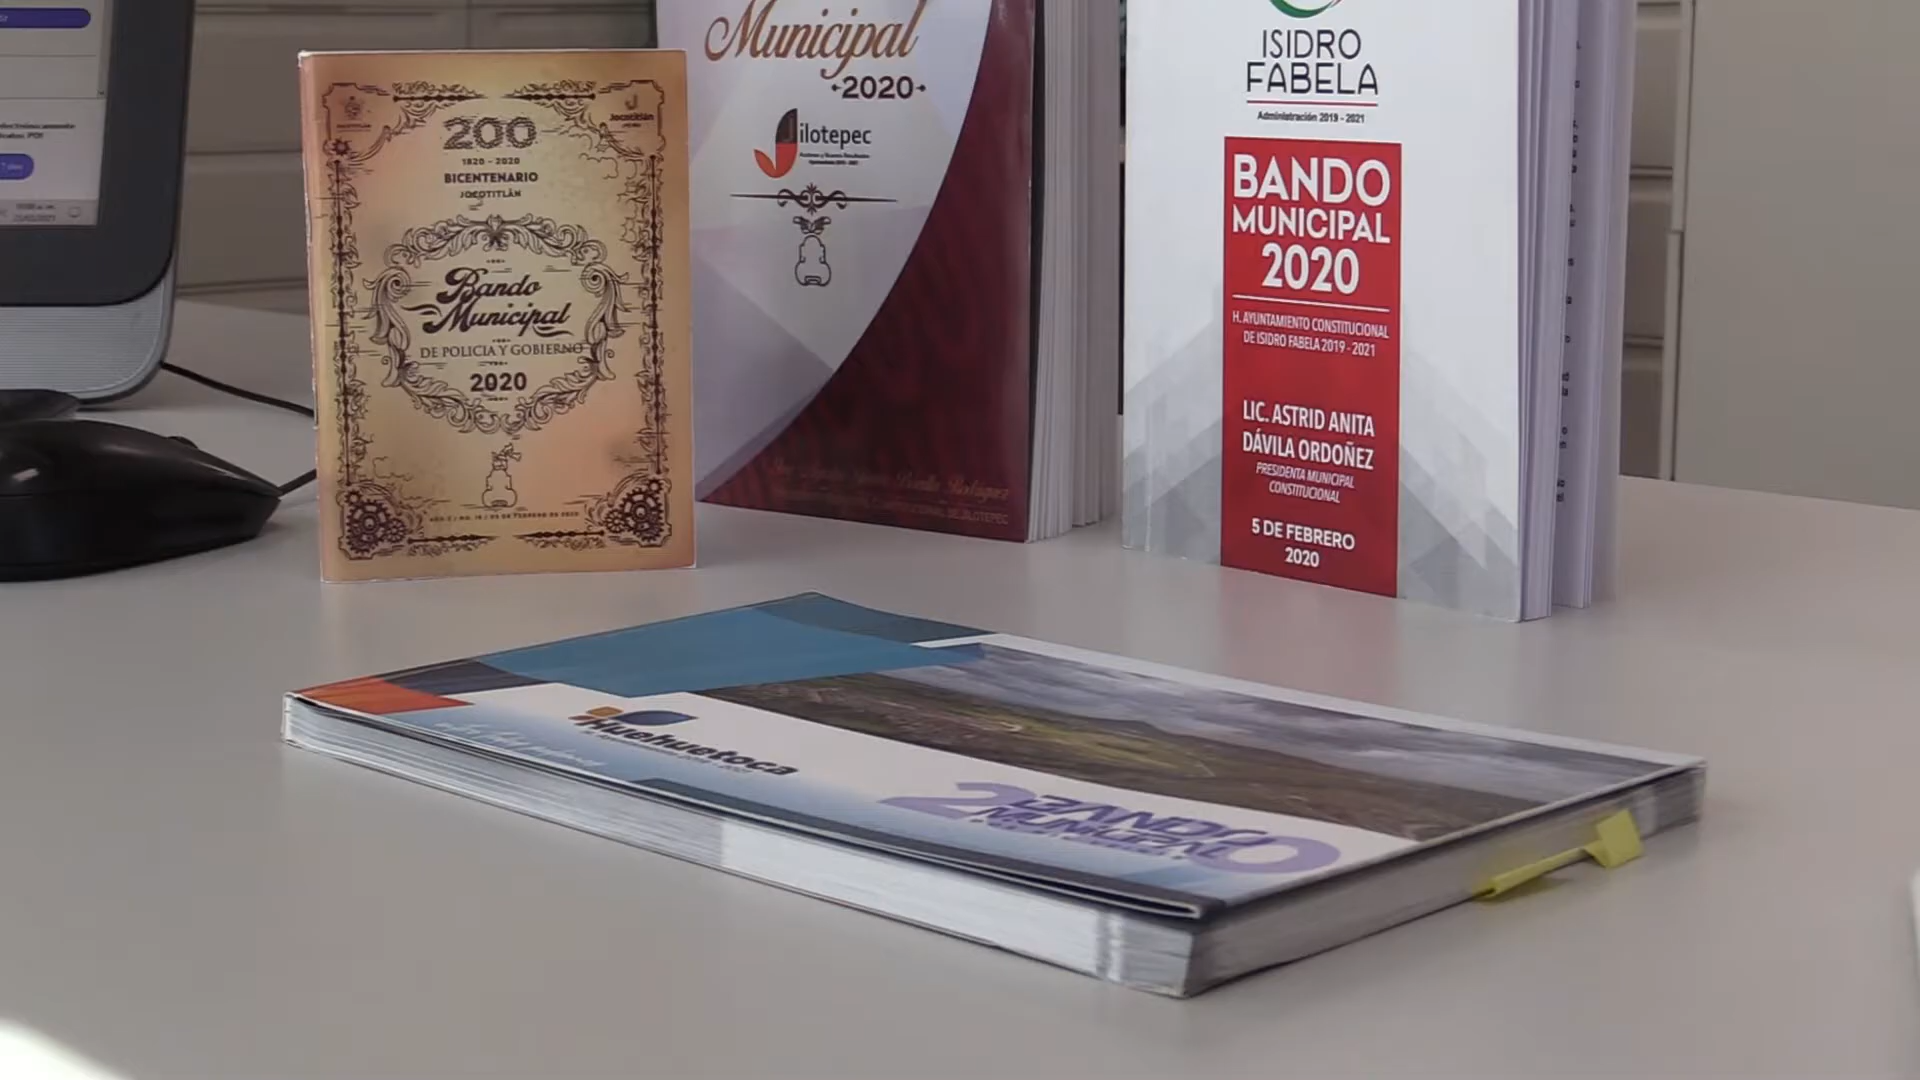 200
1820 - 2020
BICENTENARIO
JOCOTITLÁN
Jocotitlán
Bando
Municipal
DE POLICIA Y GOBIERNO
2020
Municipal
2020
Jilotepec
ISIDRO
FABELA
Administración 2019 - 2021
BANDO
MUNICIPAL
2020
H. AYUNTAMIENTO CONSTITUCIONAL
DE ISIDRO FABELA 2019 - 2021
LIC. ASTRID ANITA
DÁVILA ORDOÑEZ
PRESIDENTA MUNICIPAL
CONSTITUCIONAL
5 DE FEBRERO
2020
Huehuetoca
BANDO
MUNICIPAL